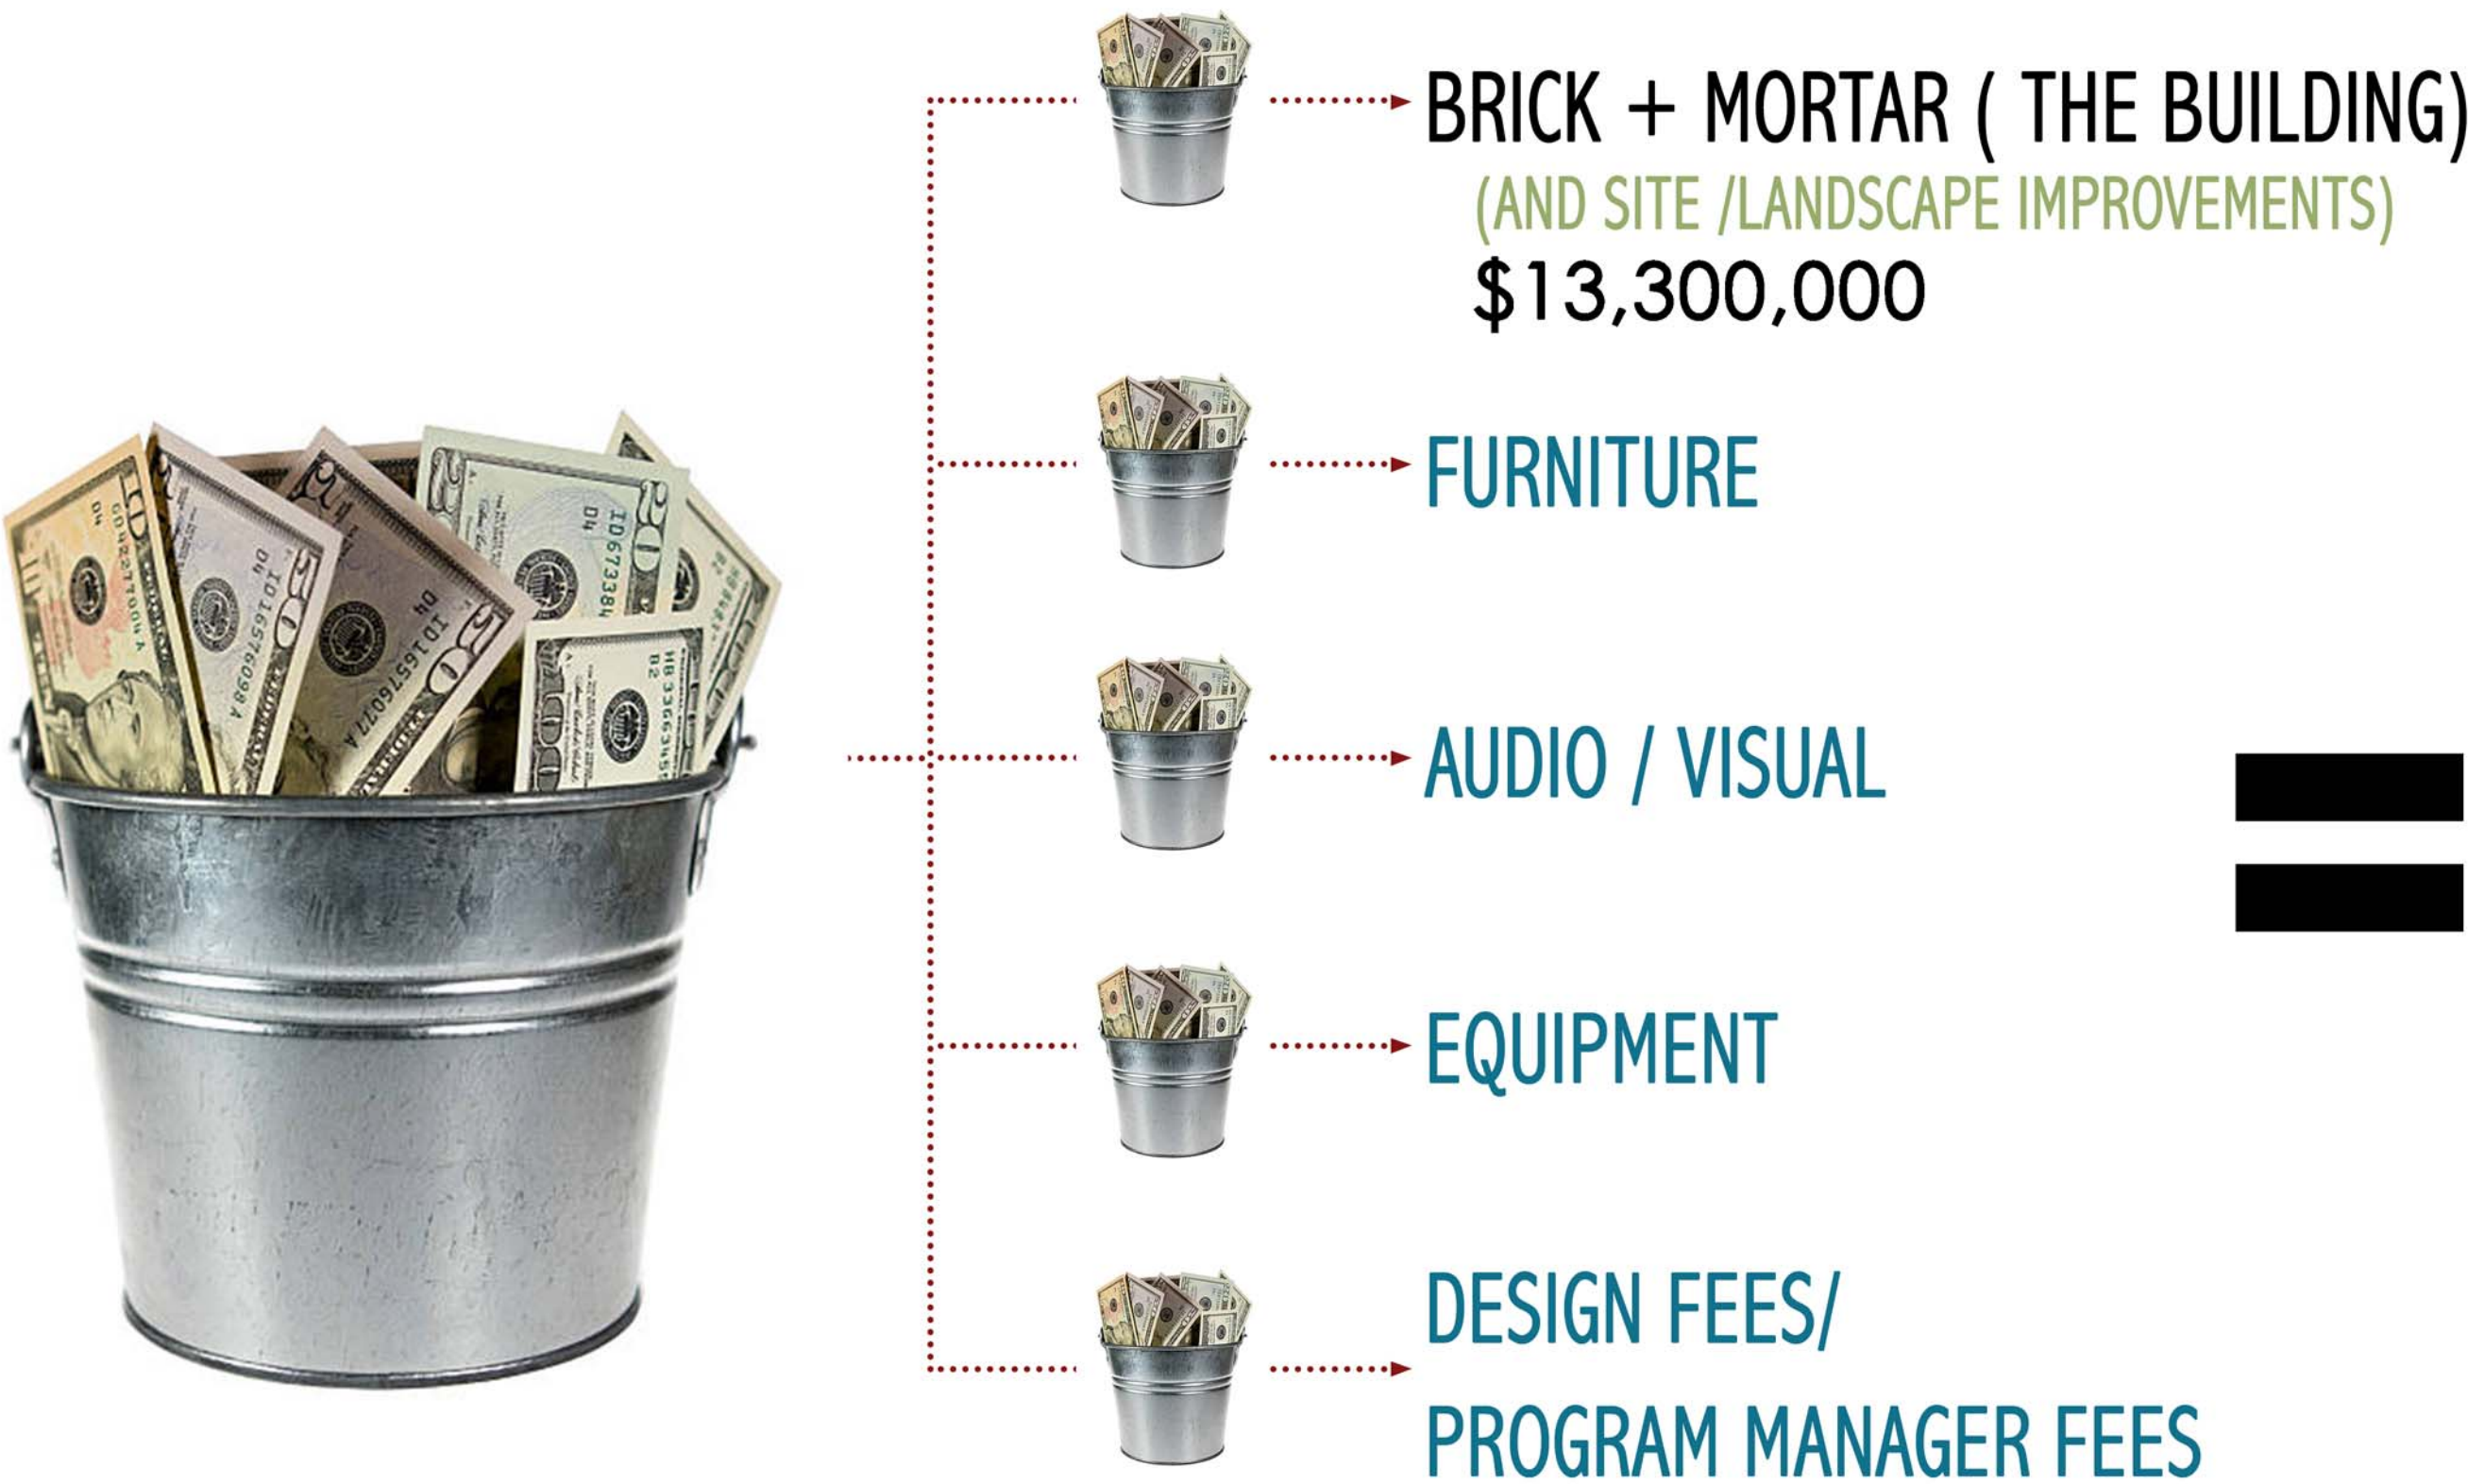 BRICK + MORTAR ( THE BUILDING)
(AND SITE /LANDSCAPE IMPROVEMENTS)
$13,300,000
FURNITURE
AUDIO / VISUAL
EQUIPMENT
DESIGN FEES/
PROGRAM MANAGER FEES